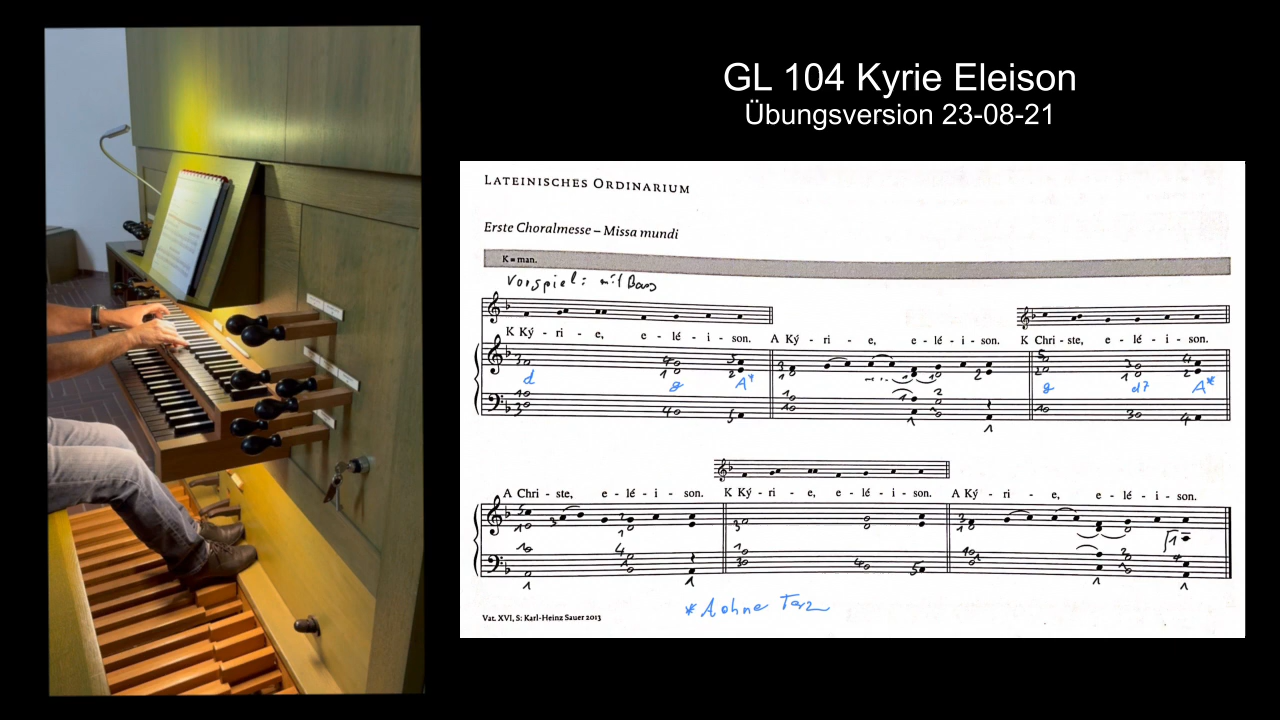 GL 104 Kyrie Eleison
Übungsversion 23-08-21
LATEINISCHES ORDINARIUM
Erste Choralmesse – Missa mundi
K = man.
Vorspiel: mit Bass
K Ký - ri - e, e - lé - i - son. A Ký - ri - e, e - lé - i - son. K Chri - ste, e - lé - i - son.
d g A* g d7 A*
A Chri - ste, e - lé - i - son. K Ký - ri - e, e - lé - i - son. A Ký - ri - e, e - lé - i - son.
* A ohne Terz
Vat. XVI, S: Karl-Heinz Sauer 2013